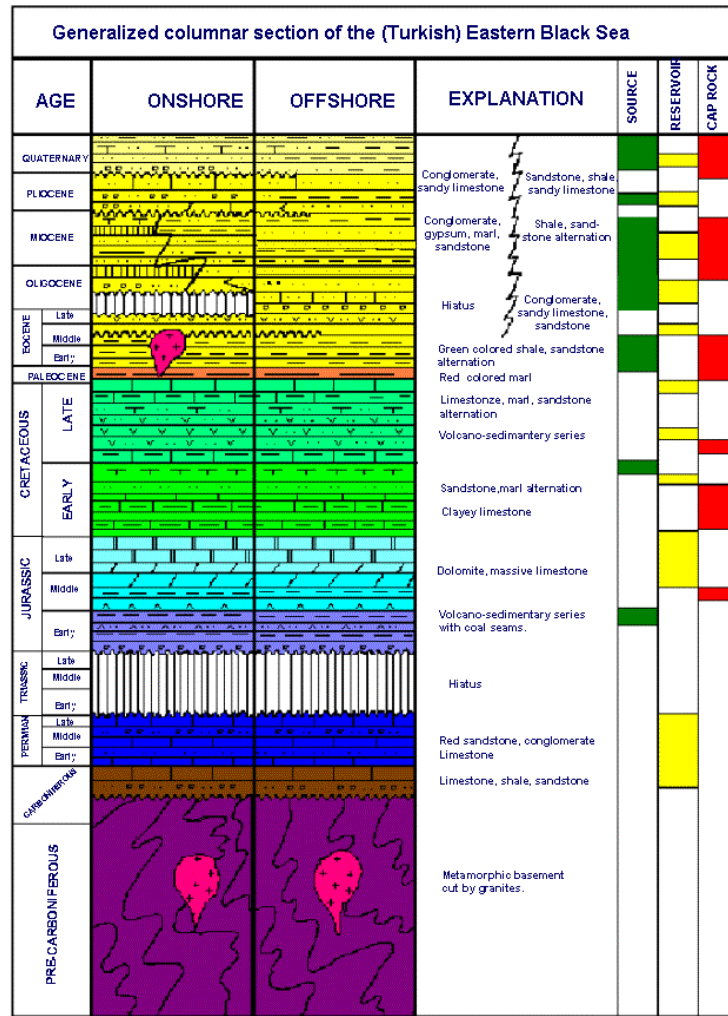 Generalized columnar section of the (Turkish) Eastern Black Sea
AGE
ONSHORE
OFFSHORE
EXPLANATION
SOURCE
RESERVOIR
CAP ROCK
QUATERNARY
PLIOCENE
MIOCENE
OLIGOCENE
EOCENE
Late
Middle
Early
PALEOCENE
CRETACEOUS
LATE
EARLY
JURASSIC
Late
Middle
Early
TRIASSIC
Late
Middle
Early
PERMIAN
Late
Middle
Early
CARBONIFEROUS
PRE-CARBONIFEROUS
Conglomerate,
sandy limestone
Sandstone, shale,
sandy limestone
Conglomerate,
gypsum, marl,
sandstone
Shale, sand-
stone alternation
Hiatus
Conglomerate,
sandy limestone,
sandstone
Green colored shale, sandstone
alternation
Red colored marl
Limestonze, marl, sandstone
alternation
Volcano-sedimantery series
Sandstone,marl alternation
Clayey limestone
Dolomite, massive limestone
Volcano-sedimentary series
with coal seams.
Hiatus
Red sandstone, conglomerate
Limestone
Limestone, shale, sandstone
Metamorphic basement
cut by granites.